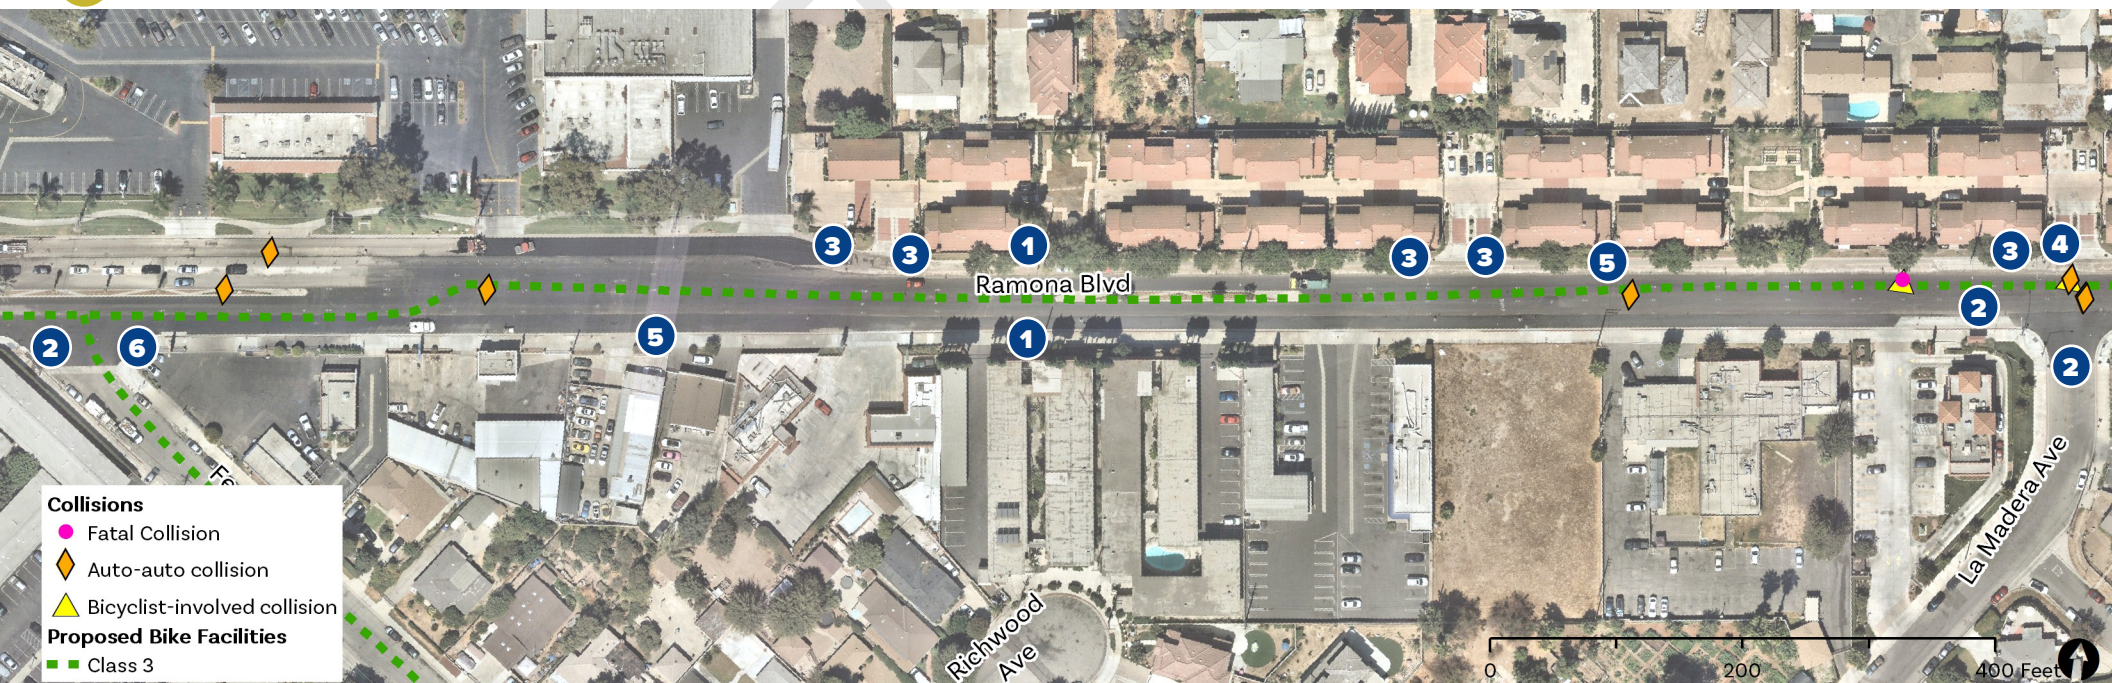 3
3
1
3
3
5
3
4
Ramona Blvd
2
2
6
5
1
2
Fe
La Madera Ave
Richwood
Ave
Collisions
Fatal Collision
Auto-auto collision
Bicyclist-involved collision
Proposed Bike Facilities
Class 3
0
200
400 Feet